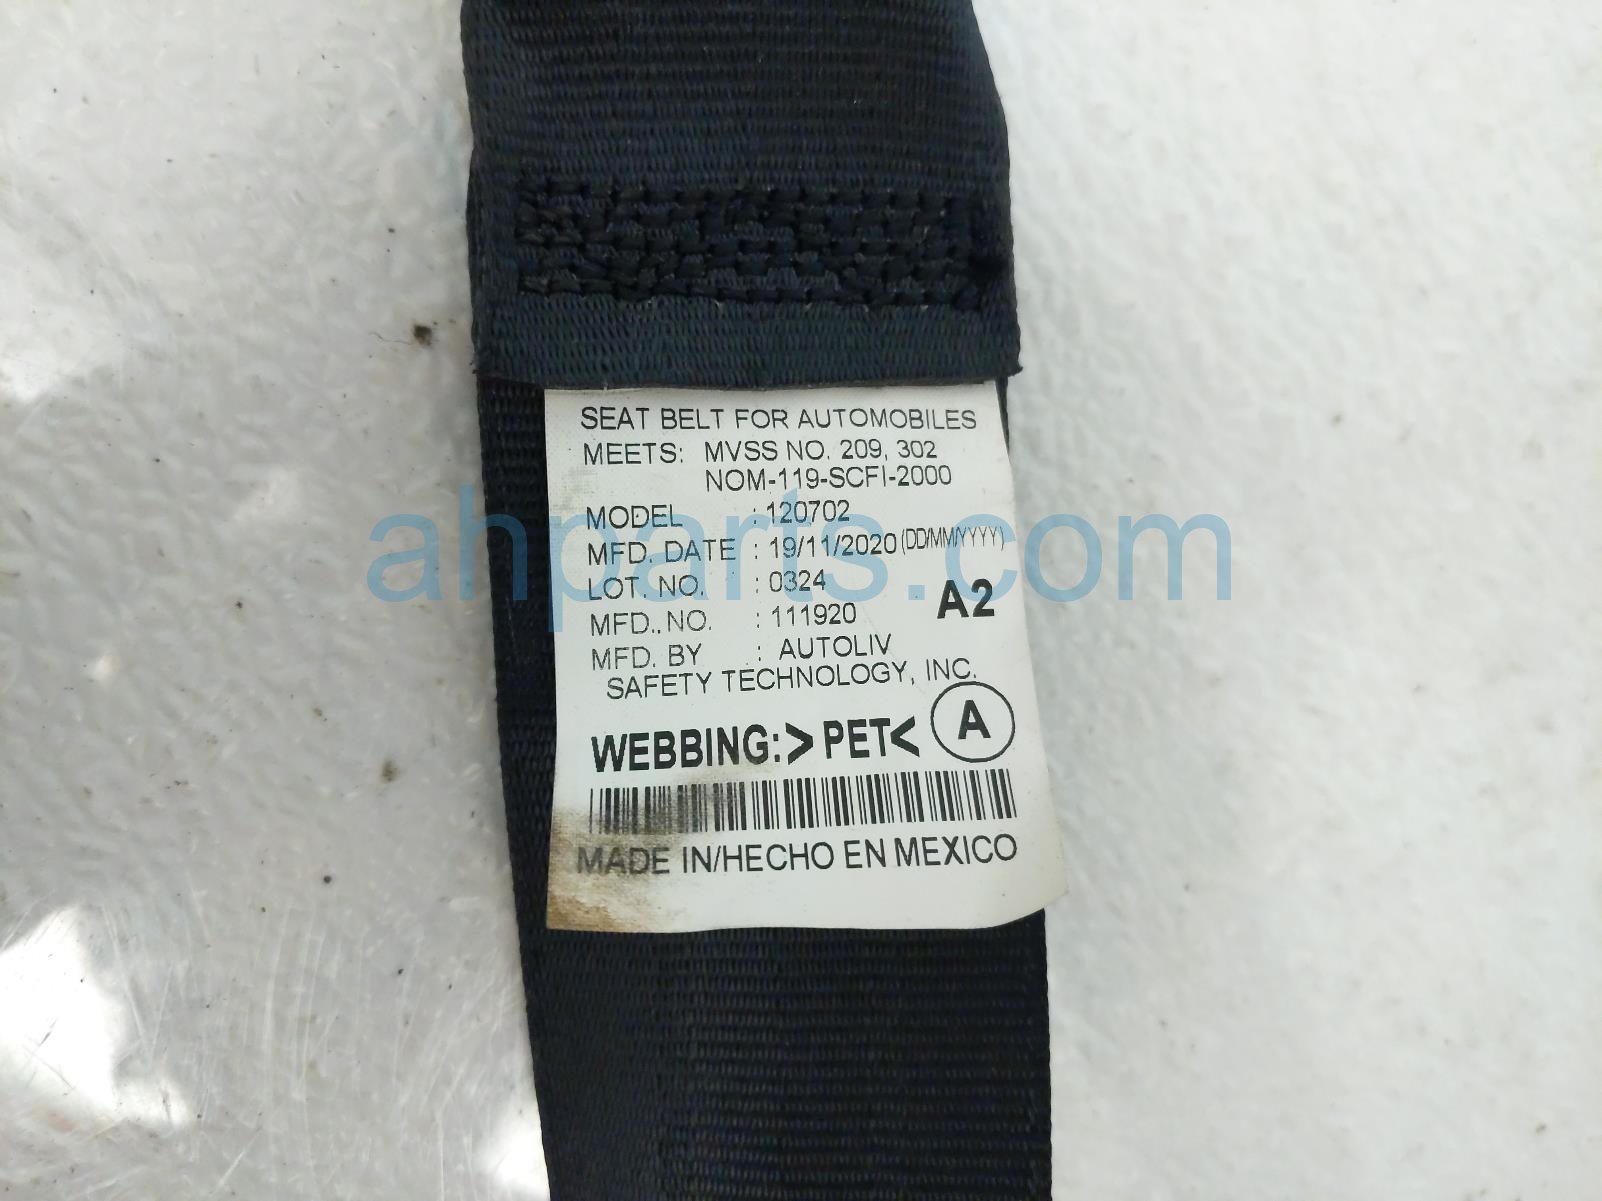 SEAT BELT FOR AUTOMOBILES
MEETS: MVSS NO. 209, 302
NOM-119-SCFI-2000
MODEL : 120702
MFD. DATE : 19/11/2020 (DD/MM/YYYY)
LOT. NO. : 0324
A2
MFD.. NO. : 111920
MFD. BY : AUTOLIV
SAFETY TECHNOLOGY, INC.
WEBBING: >PET< A
MADE IN/HECHO EN MEXICO
ahparts.com